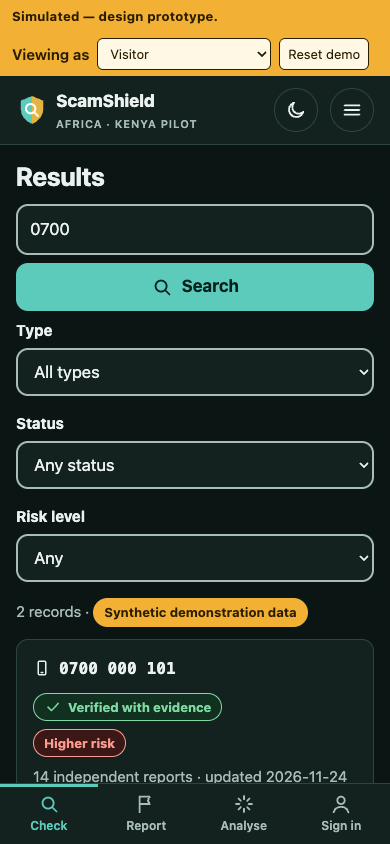 Simulated — design prototype.
Viewing as Visitor Reset demo
ScamShield
AFRICA · KENYA PILOT
Results
0700
Search
Type
All types
Status
Any status
Risk level
Any
2 records · Synthetic demonstration data
0700 000 101
Verified with evidence
Higher risk
14 independent reports · updated 2026-11-24
Check Report Analyse Sign in